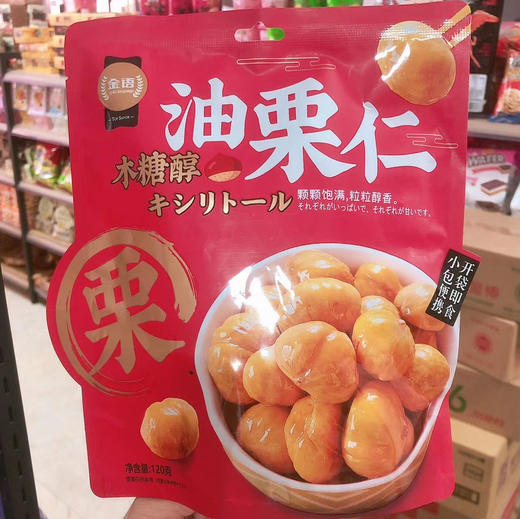 金语
油栗仁
木糖醇
キシリトール
颗颗饱满,粒粒醇香。
それぞれがいっぱいで、それぞれが甘いです。
栗
开袋即食
小包便携
净含量:120克
WAFER